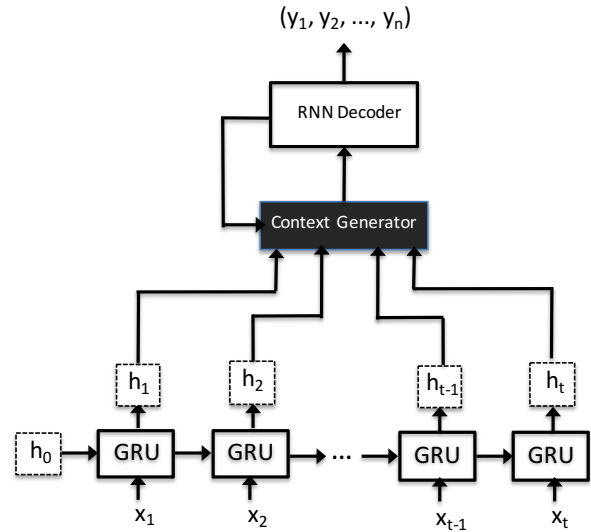 (y1, y2, ..., yn)
RNN Decoder
Context Generator
h1 h2 ht-1 ht
h0 GRU GRU ... GRU GRU
x1 x2 xt-1 xt